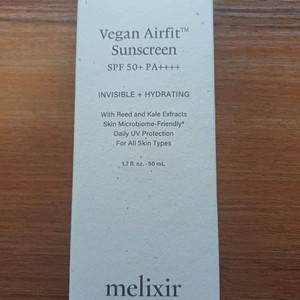 Vegan Airfit™
Sunscreen
SPF 50+ PA++++
INVISIBLE + HYDRATING
With Reed and Kale Extracts
Skin Microbiome-Friendly*
Daily UV Protection
For All Skin Types
1.7 fl. oz. - 50 mL
melixir